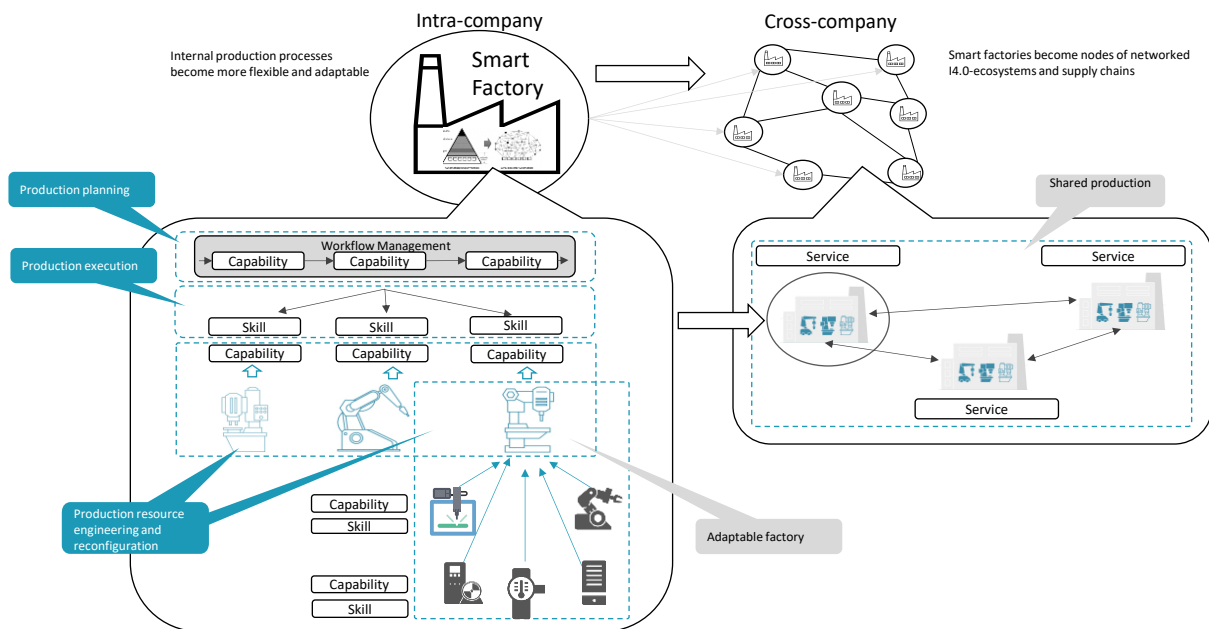 Intra-company
Cross-company
Internal production processes
become more flexible and adaptable
Smart
Factory
Smart factories become nodes of networked
I4.0-ecosystems and supply chains
Production planning
Shared production
Workflow Management
Capability
Capability
Capability
Production execution
Service
Service
Skill
Skill
Skill
Capability
Capability
Capability
Service
Production resource
engineering and
reconfiguration
Capability
Skill
Adaptable factory
Capability
Skill